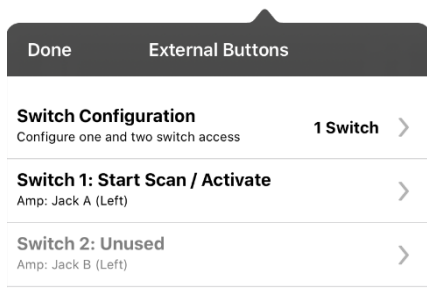 Done External Buttons
Switch Configuration
Configure one and two switch access
1 Switch
Switch 1: Start Scan / Activate
Amp: Jack A (Left)
Switch 2: Unused
Amp: Jack B (Left)